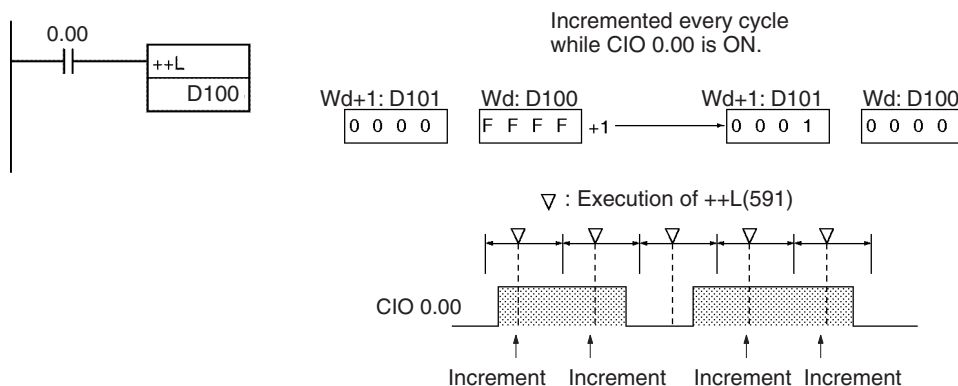 0.00
++L
D100
Incremented every cycle
while CIO 0.00 is ON.
Wd+1: D101 Wd: D100 Wd+1: D101 Wd: D100
0 0 0 0 F F F F +1 0 0 0 1 0 0 0 0
: Execution of ++L(591)
CIO 0.00
Increment Increment Increment Increment